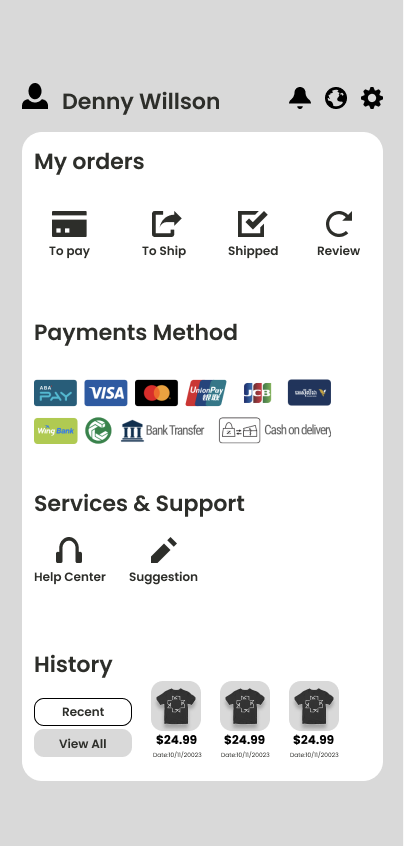 Denny Willson
My orders
To pay
To Ship
Shipped
Review
Payments Method
ABA
PAY
VISA
UnionPay
银联
JCB
Wing Bank
Bank Transfer
Cash on delivery
Services & Support
Help Center
Suggestion
History
Recent
View All
$24.99
$24.99
$24.99
Date:10/11/20023
Date:10/11/20023
Date:10/11/20023